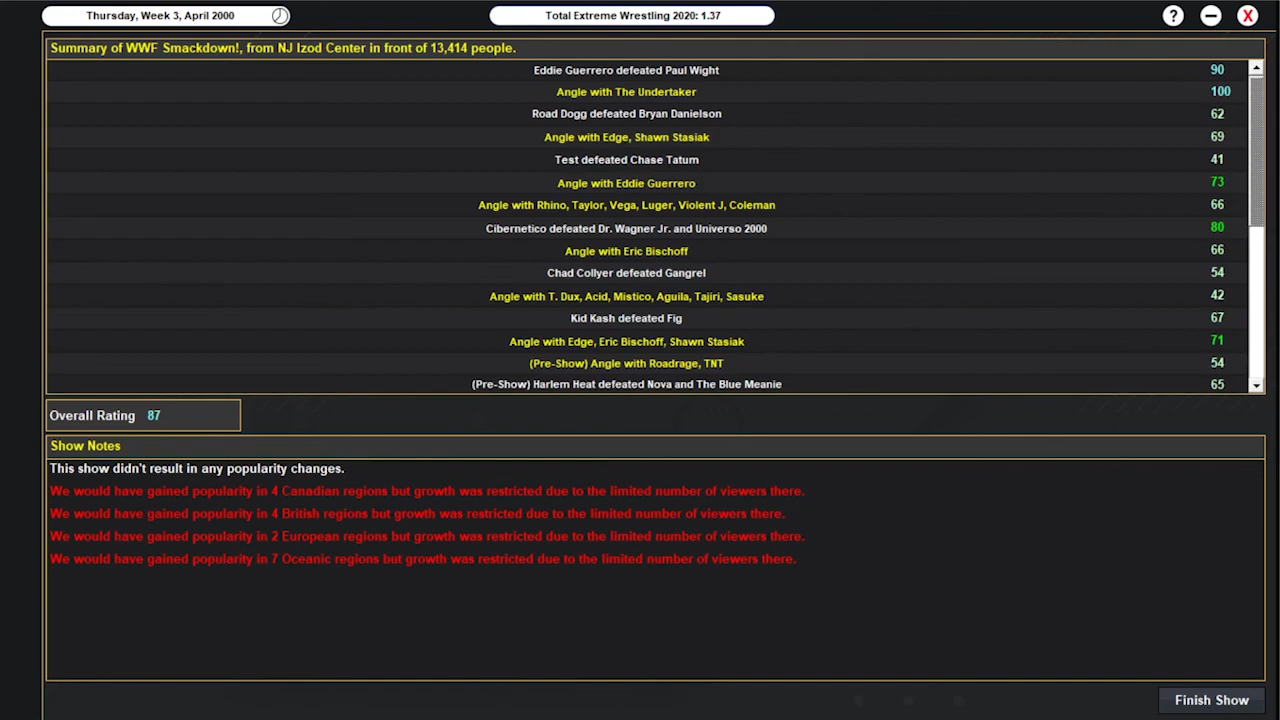 Thursday, Week 3, April 2000
Total Extreme Wrestling 2020: 1.37
?
X
Summary of WWF Smackdown!, from NJ Izod Center in front of 13,414 people.
Eddie Guerrero defeated Paul Wight 90
Angle with The Undertaker 100
Road Dogg defeated Bryan Danielson 62
Angle with Edge, Shawn Stasiak 69
Test defeated Chase Tatum 41
Angle with Eddie Guerrero 73
Angle with Rhino, Taylor, Vega, Luger, Violent J, Coleman 66
Cibernetico defeated Dr. Wagner Jr. and Universo 2000 80
Angle with Eric Bischoff 66
Chad Collyer defeated Gangrel 54
Angle with T. Dux, Acid, Mistico, Aguila, Tajiri, Sasuke 42
Kid Kash defeated Fig 67
Angle with Edge, Eric Bischoff, Shawn Stasiak 71
(Pre-Show) Angle with Roadrage, TNT 54
(Pre-Show) Harlem Heat defeated Nova and The Blue Meanie 65
Overall Rating 87
Show Notes
This show didn't result in any popularity changes.
We would have gained popularity in 4 Canadian regions but growth was restricted due to the limited number of viewers there.
We would have gained popularity in 4 British regions but growth was restricted due to the limited number of viewers there.
We would have gained popularity in 2 European regions but growth was restricted due to the limited number of viewers there.
We would have gained popularity in 7 Oceanic regions but growth was restricted due to the limited number of viewers there.
Finish Show